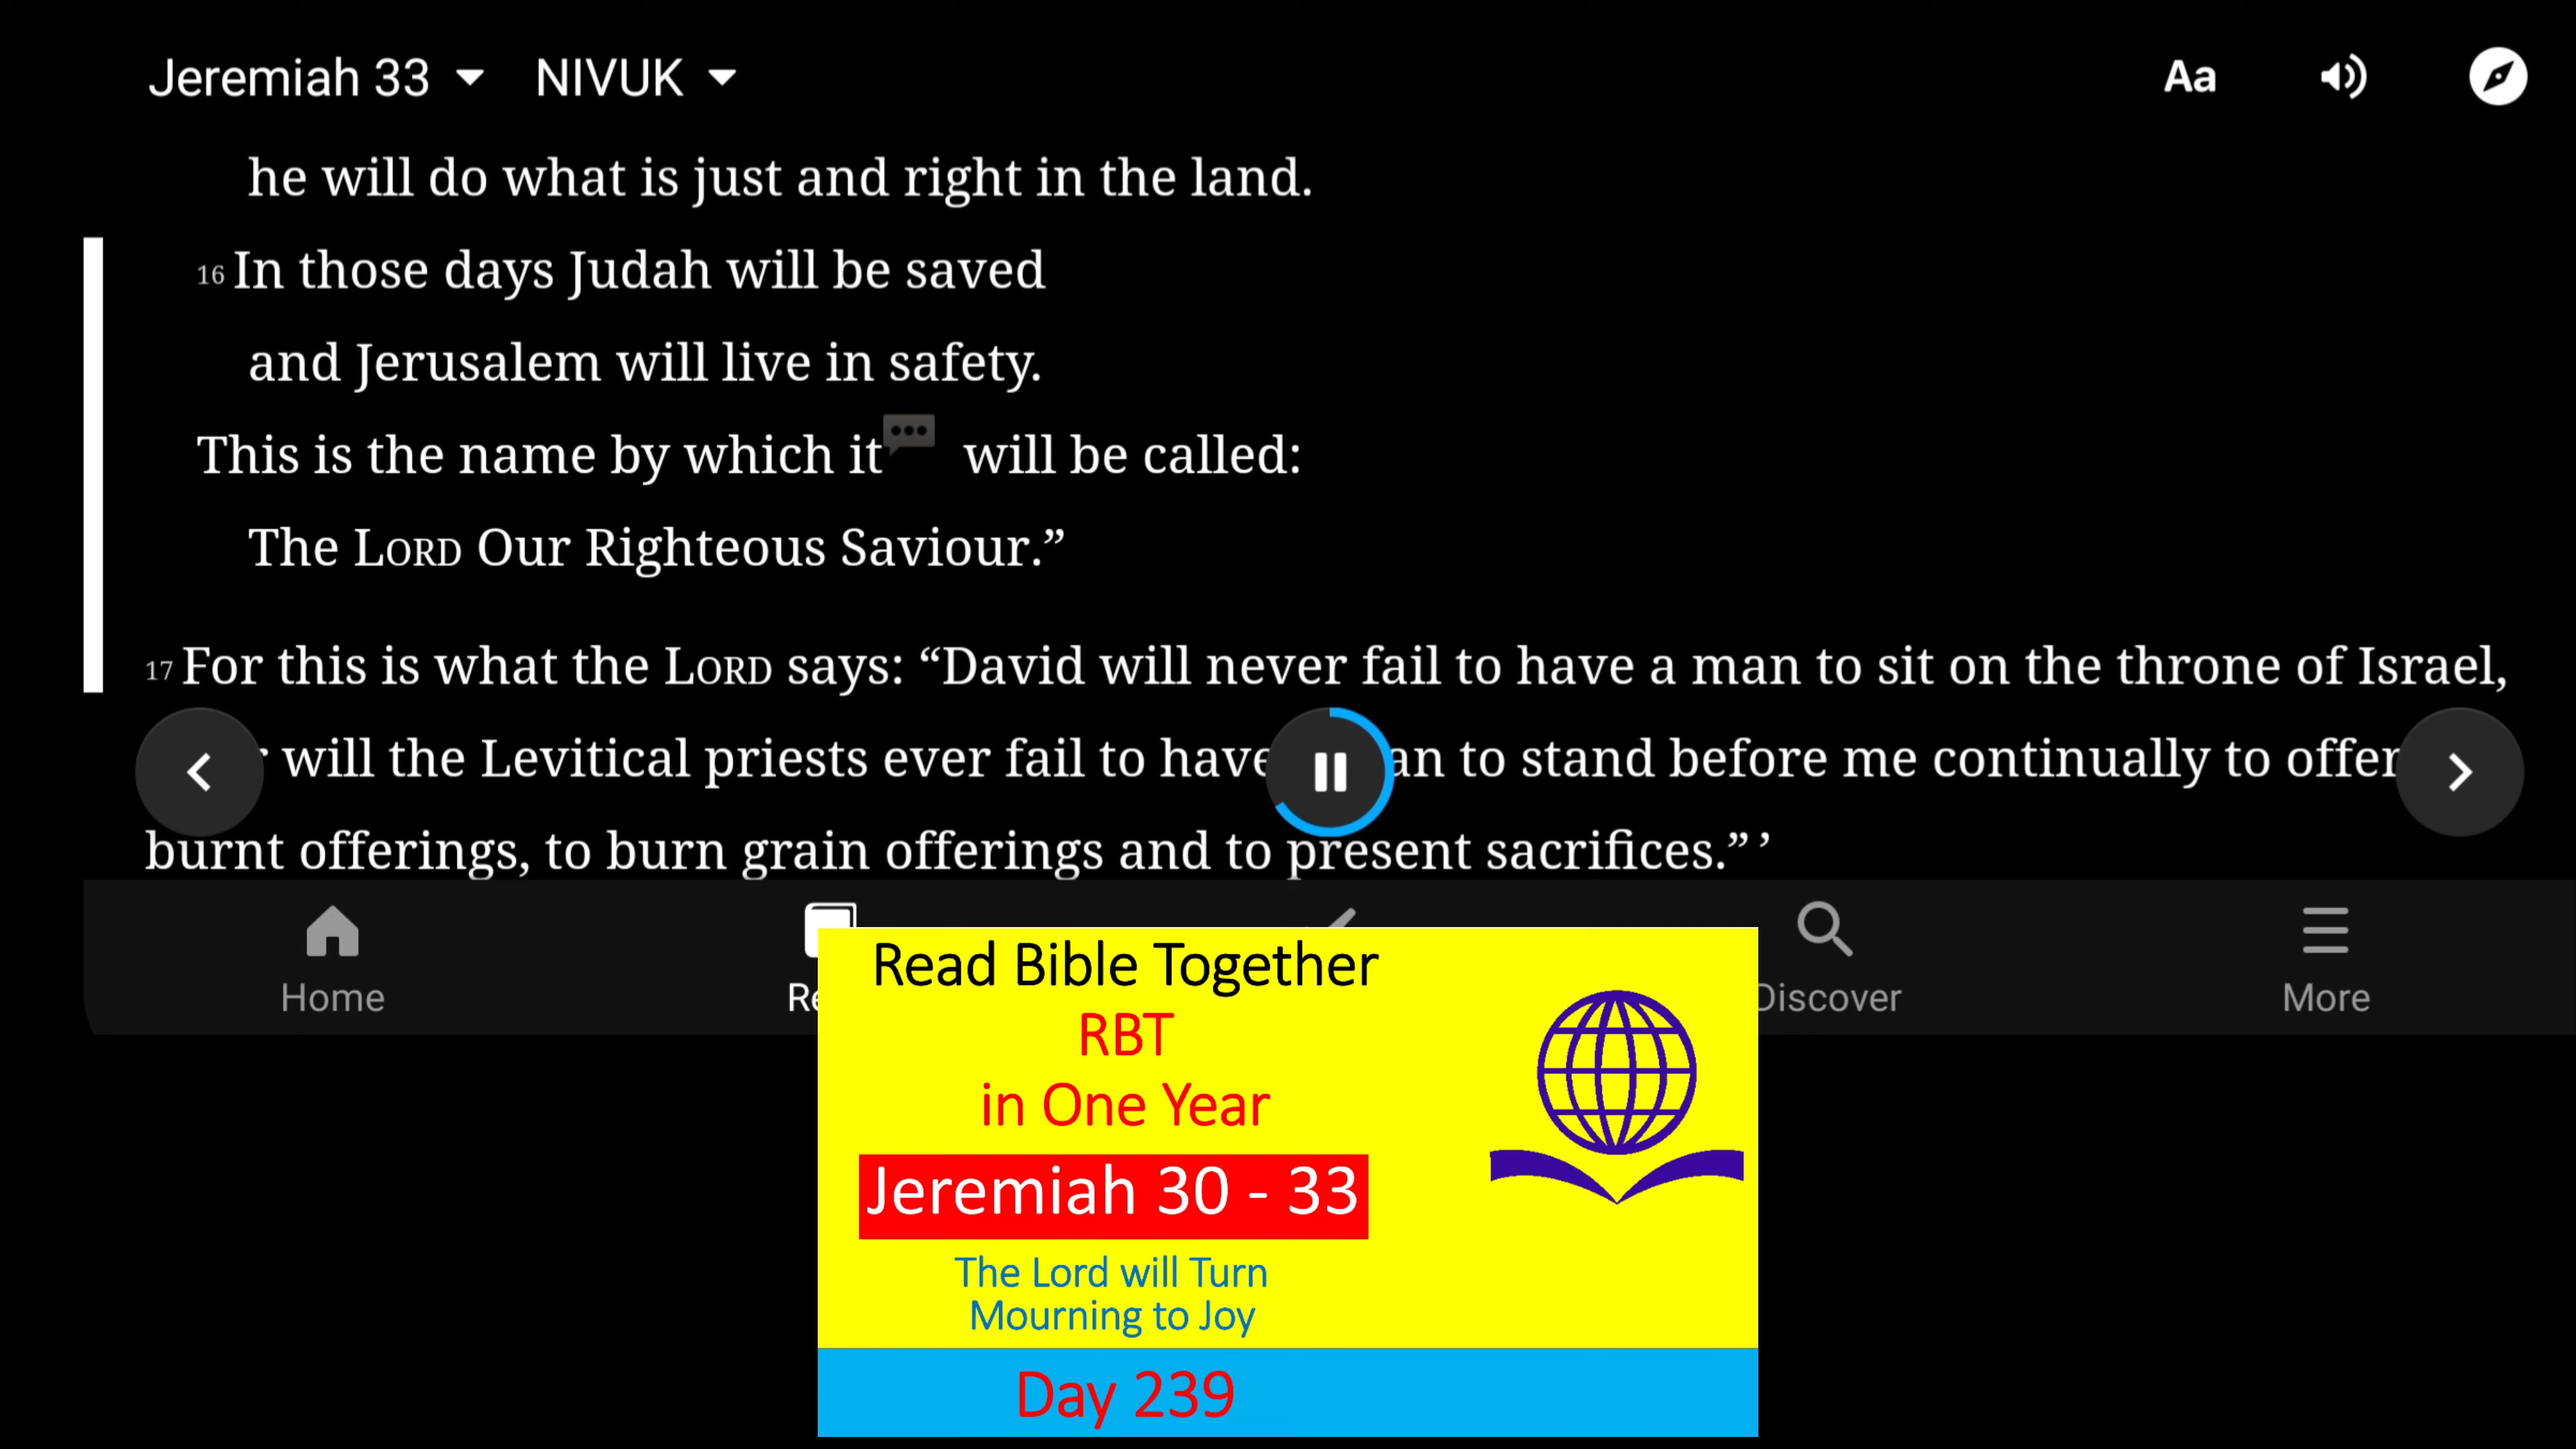 Jeremiah 33 NIVUK Aa
he will do what is just and right in the land.
16 In those days Judah will be saved
and Jerusalem will live in safety.
This is the name by which it will be called:
The LORD Our Righteous Saviour.”
17 For this is what the LORD says: “David will never fail to have a man to sit on the throne of Israel,
will the Levitical priests ever fail to have to stand before me continually to offer
burnt offerings, to burn grain offerings and to present sacrifices.” ’
Home Discover More
Read Bible Together
RBT
in One Year
Jeremiah 30 - 33
The Lord will Turn
Mourning to Joy
Day 239